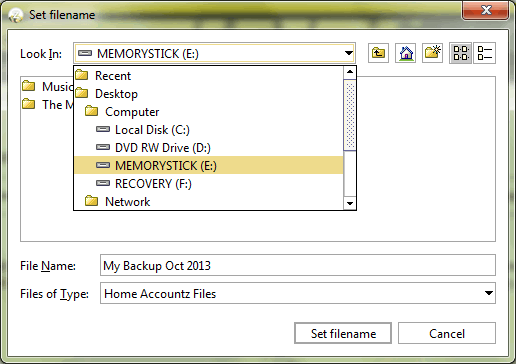 Set filename
Look In:
MEMORYSTICK (E:)
Recent
Desktop
Computer
Local Disk (C:)
DVD RW Drive (D:)
MEMORYSTICK (E:)
RECOVERY (F:)
Network
Music
The M
File Name:
My Backup Oct 2013
Files of Type:
Home Accountz Files
Set filename
Cancel